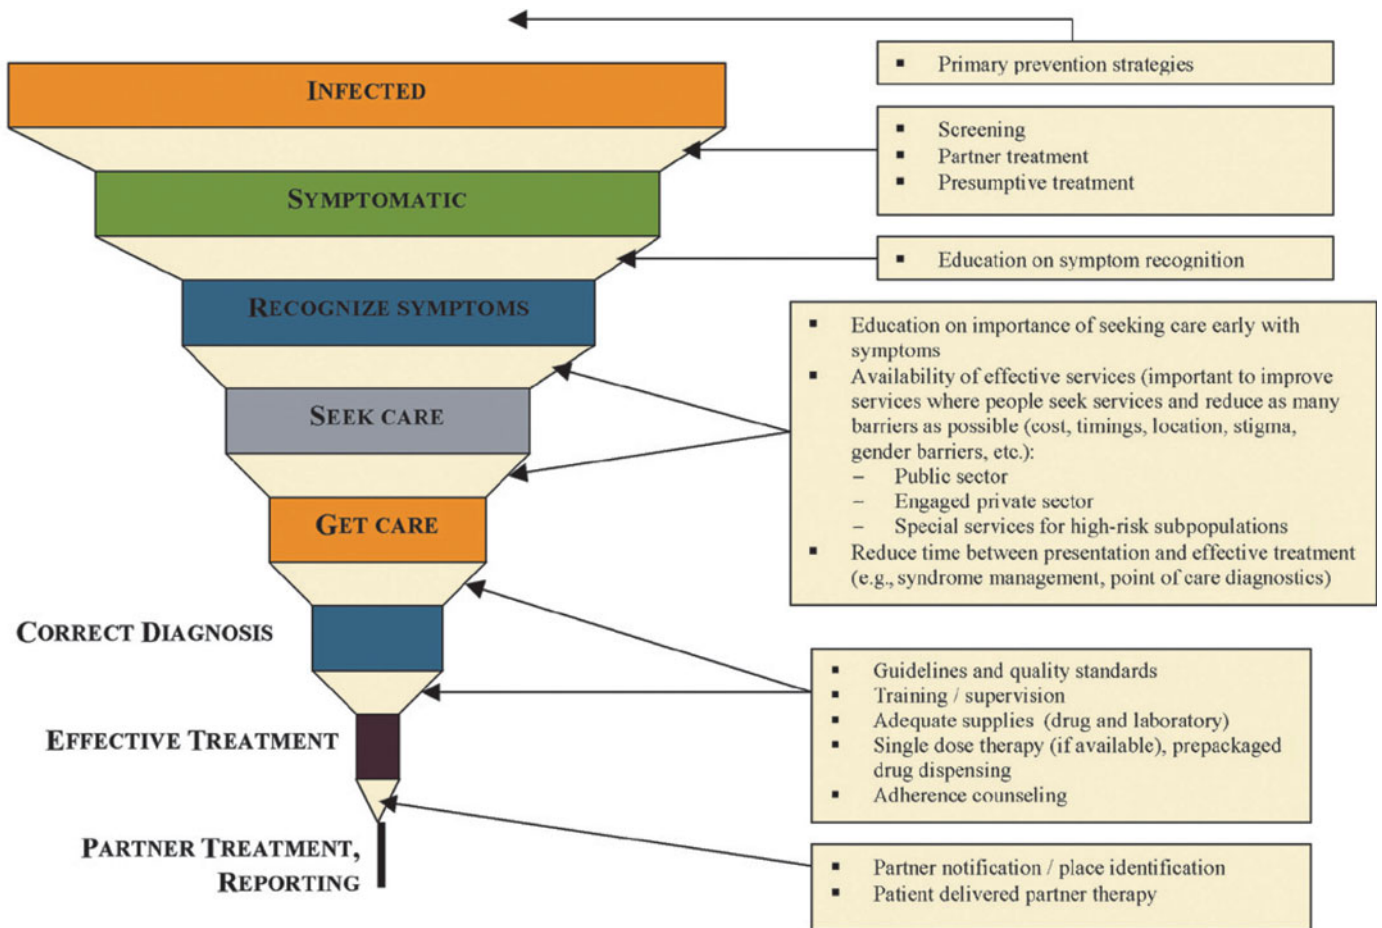 ▪ Primary prevention strategies
INFECTED
▪ Screening
▪ Partner treatment
▪ Presumptive treatment
SYMPTOMATIC
▪ Education on symptom recognition
RECOGNIZE SYMPTOMS
▪ Education on importance of seeking care early with
symptoms
▪ Availability of effective services (important to improve
services where people seek services and reduce as many
barriers as possible (cost, timings, location, stigma,
gender barriers, etc.):
– Public sector
– Engaged private sector
– Special services for high-risk subpopulations
▪ Reduce time between presentation and effective treatment
(e.g., syndrome management, point of care diagnostics)
SEEK CARE
GET CARE
CORRECT DIAGNOSIS
▪ Guidelines and quality standards
▪ Training / supervision
▪ Adequate supplies (drug and laboratory)
▪ Single dose therapy (if available), prepackaged
drug dispensing
▪ Adherence counseling
EFFECTIVE TREATMENT
PARTNER TREATMENT,
REPORTING
▪ Partner notification / place identification
▪ Patient delivered partner therapy